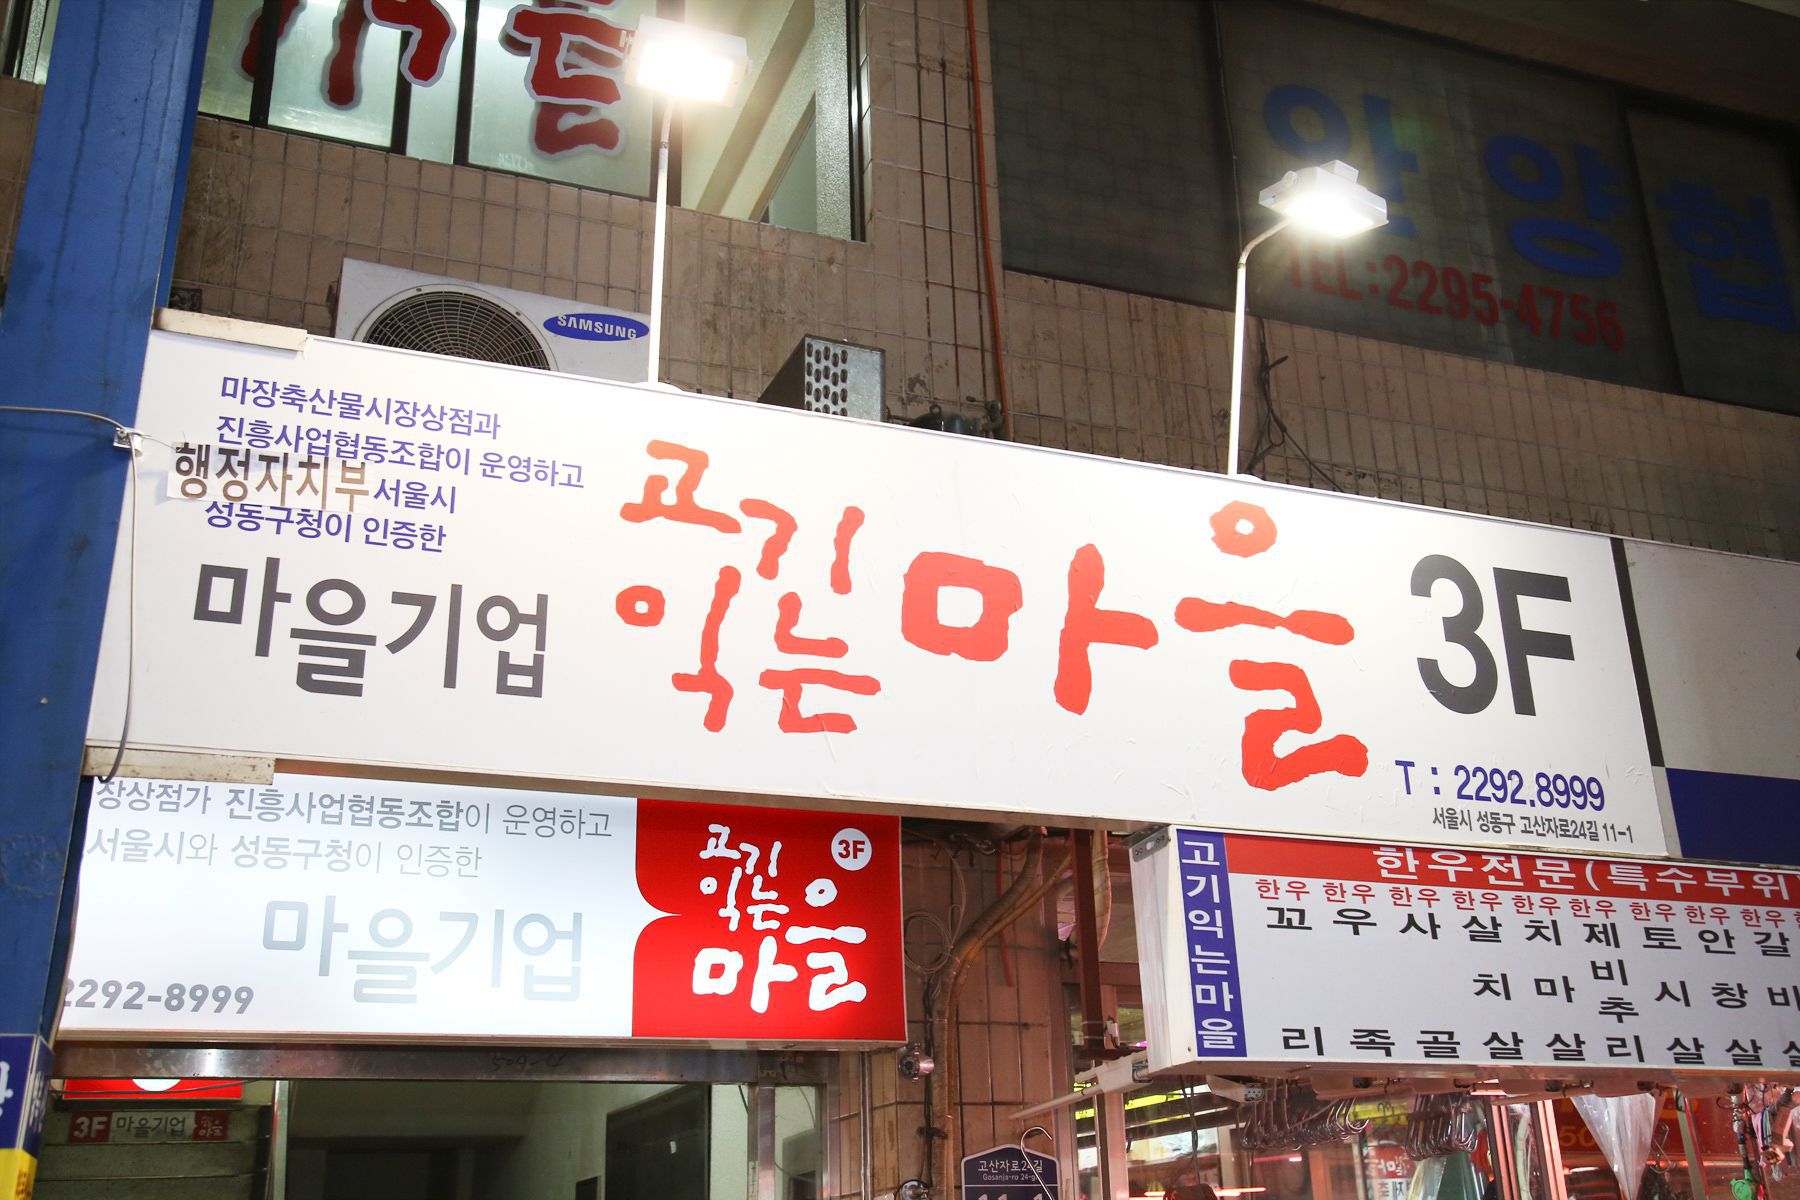 는
안양협
TEL:2295-4756
SAMSUNG
마장축산물시장상점과
진흥사업협동조합이 운영하고
행정자치부 서울시
성동구청이 인증한
마을기업
고기
익는
마을
3F
T : 2292.8999
서울시 성동구 고산자로24길 11-1
장상점가 진흥사업협동조합이 운영하고
서울시와 성동구청이 인증한
마을기업
2292-8999
고기
익는
마을
3F
고기익는마을
한우전문(특수부위)
한우 한우 한우 한우 한우 한우 한우 한우 한우
꼬 우 사 살 치 제 토 안 갈
비
치 마 추 시 창 바
리 족 골 살 살 리 살 살 살
3F 마을기업
고산자로24길
Gosanja-ro 24-gil